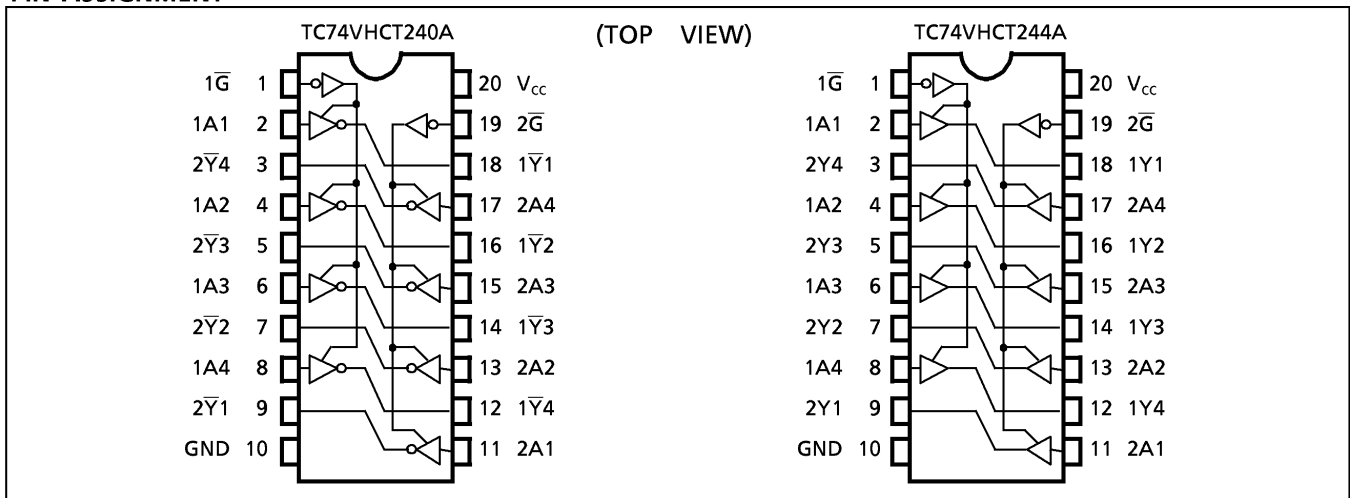 PIN ASSIGNMENT
TC74VHCT240A
(TOP VIEW)
TC74VHCT244A
1G̅ 1 20 Vcc
1A1 2 19 2G̅
2Y̅4 3 18 1Y̅1
1A2 4 17 2A4
2Y̅3 5 16 1Y̅2
1A3 6 15 2A3
2Y̅2 7 14 1Y̅3
1A4 8 13 2A2
2Y̅1 9 12 1Y̅4
GND 10 11 2A1
1G̅ 1 20 Vcc
1A1 2 19 2G̅
2Y4 3 18 1Y1
1A2 4 17 2A4
2Y3 5 16 1Y2
1A3 6 15 2A3
2Y2 7 14 1Y3
1A4 8 13 2A2
2Y1 9 12 1Y4
GND 10 11 2A1